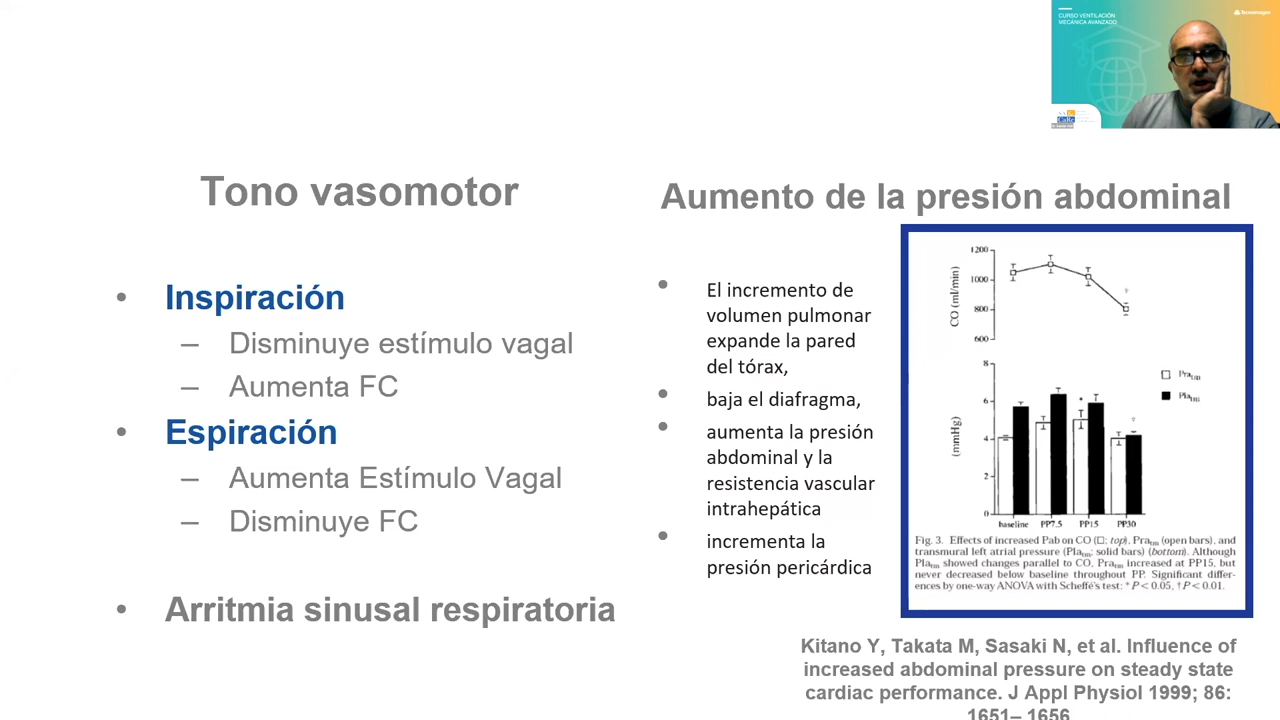 CURSO VENTILACIÓN
MECÁNICA AVANZADO
Tono vasomotor
• Inspiración
– Disminuye estímulo vagal
– Aumenta FC
• Espiración
– Aumenta Estímulo Vagal
– Disminuye FC
• Arritmia sinusal respiratoria
Aumento de la presión abdominal
• El incremento de
volumen pulmonar
expande la pared
del tórax,
• baja el diafragma,
• aumenta la presión
abdominal y la
resistencia vascular
intrahepática
• incrementa la
presión pericárdica
1200
1000
800
600
CO (ml/min)
†
8
6
4
2
0
(mmHg)
*
†
□ Pra_tm
■ Pla_tm
baseline PP7.5 PP15 PP30
Fig. 3. Effects of increased Pab on CO (□; top), Pra_tm (open bars), and
transmural left atrial pressure (Pla_tm; solid bars) (bottom). Although
Pla_tm showed changes parallel to CO, Pra_tm increased at PP15, but
never decreased below baseline throughout PP. Significant differ-
ences by one-way ANOVA with Scheffé's test: *P < 0.05, †P < 0.01.
Kitano Y, Takata M, Sasaki N, et al. Influence of
increased abdominal pressure on steady state
cardiac performance. J Appl Physiol 1999; 86:
1651– 1656